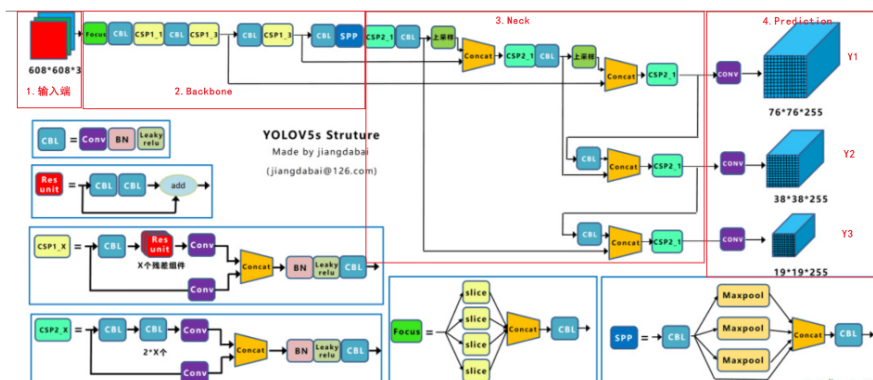 3.Neck
4. Prediction
Focus CBL CSP1_1 CBL CSP1_3 CBL CSP1_3 CBL SPP CSP2_1 CBL 上采样
Concat CSP2_1 CBL 上采样
Concat CSP2_1 CONV
Y1
608*608*3
1.输入端
2.Backbone
76*76*255
CBL = Conv BN Leaky relu
YOLOV5s Struture
Made by jiangdabai
(jiangdabai@126.com)
CBL Concat CSP2_1 CONV
Y2
38*38*255
Res unit = CBL CBL add
CBL Concat CSP2_1 CONV
Y3
19*19*255
CSP1_X = CBL Res unit Conv
X个残差组件
Conv
Concat BN Leaky relu CBL
CSP2_X = CBL CBL Conv
2*X个
Conv
Concat BN Leaky relu CBL
Focus =
slice
slice
slice
slice
Concat CBL
SPP = CBL
Maxpool
Maxpool
Maxpool
Concat CBL